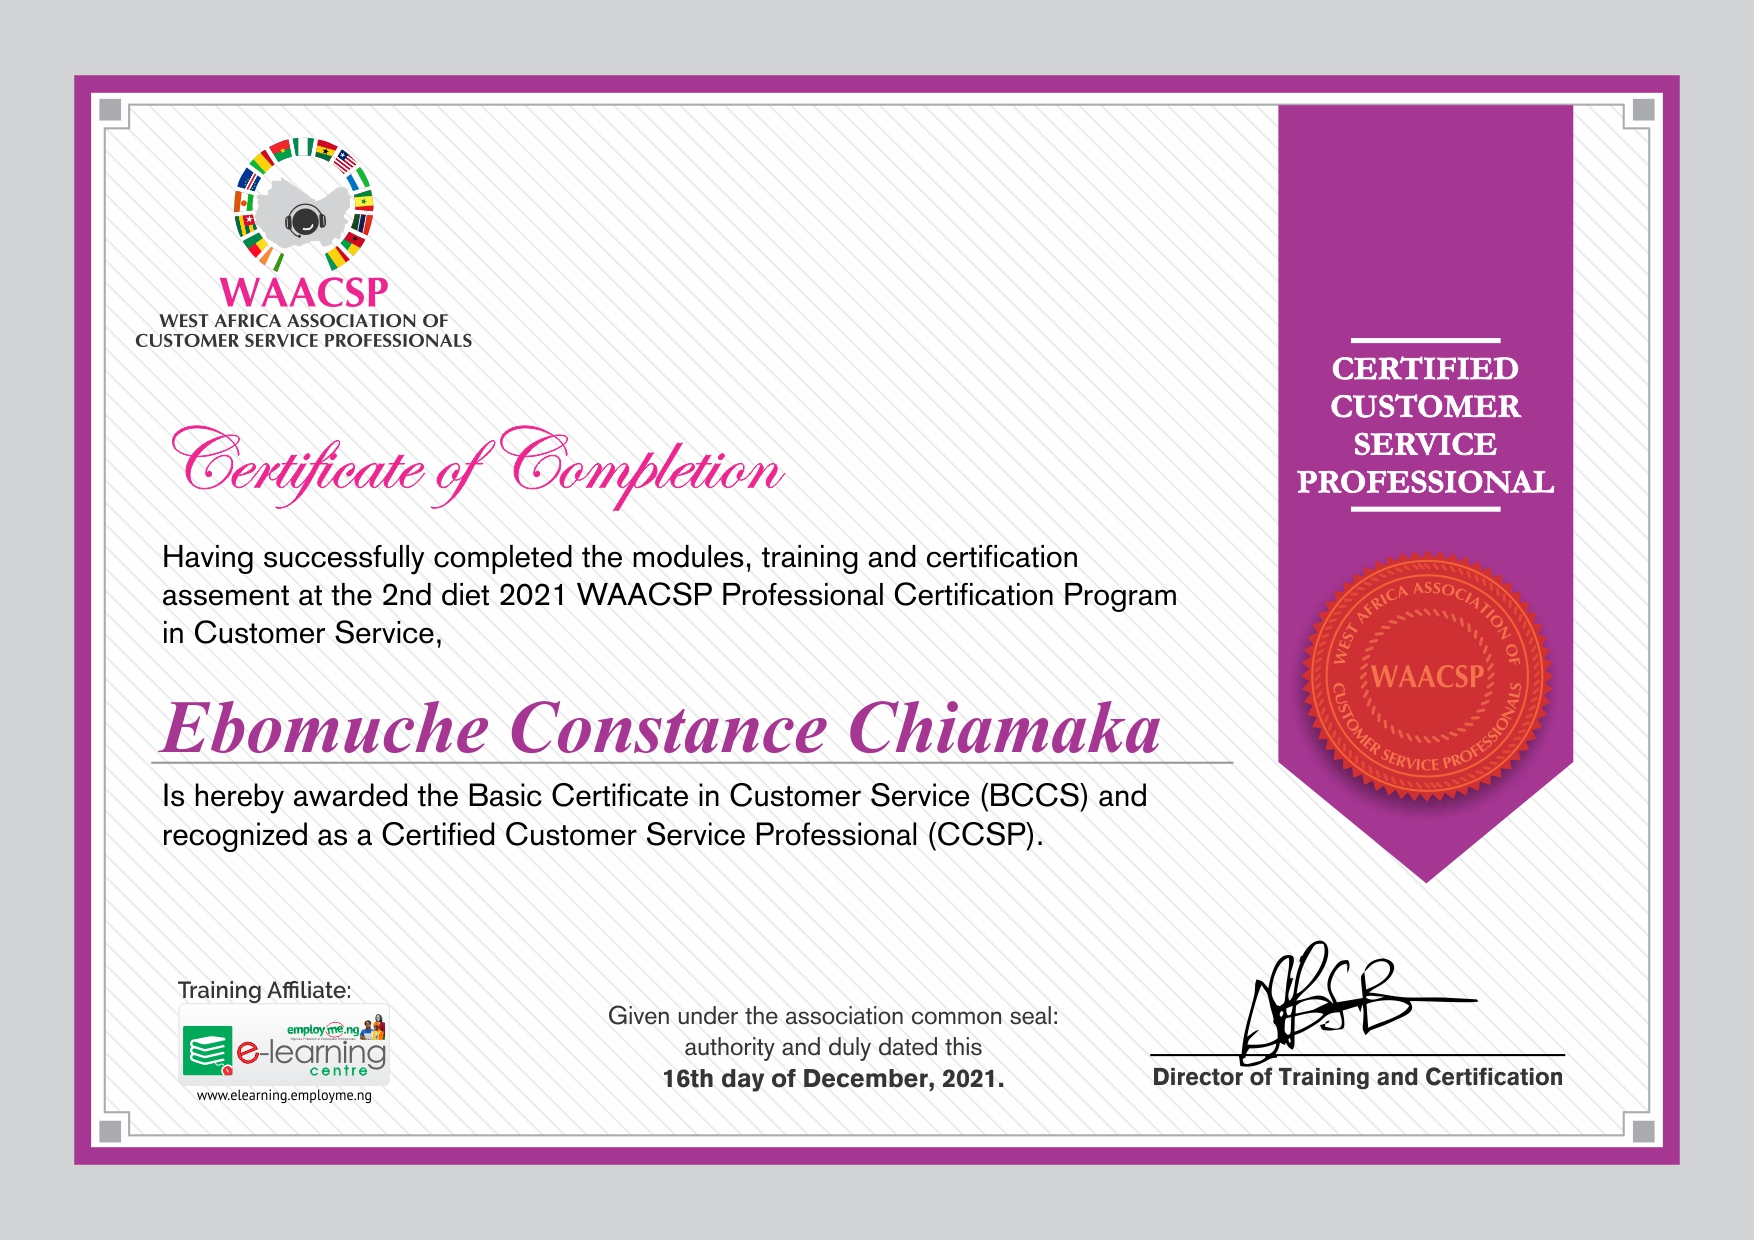 WAACSP
WEST AFRICA ASSOCIATION OF
CUSTOMER SERVICE PROFESSIONALS
CERTIFIED
CUSTOMER
SERVICE
PROFESSIONAL
Certificate of Completion
Having successfully completed the modules, training and certification
assement at the 2nd diet 2021 WAACSP Professional Certification Program
in Customer Service,
WEST AFRICA ASSOCIATION OF
WAACSP
CUSTOMER SERVICE PROFESSIONALS
Ebomuche Constance Chiamaka
Is hereby awarded the Basic Certificate in Customer Service (BCCS) and
recognized as a Certified Customer Service Professional (CCSP).
Training Affiliate:
employ.me.ng
e-learning
centre
www.elearning.employme.ng
Given under the association common seal:
authority and duly dated this
16th day of December, 2021.
Director of Training and Certification